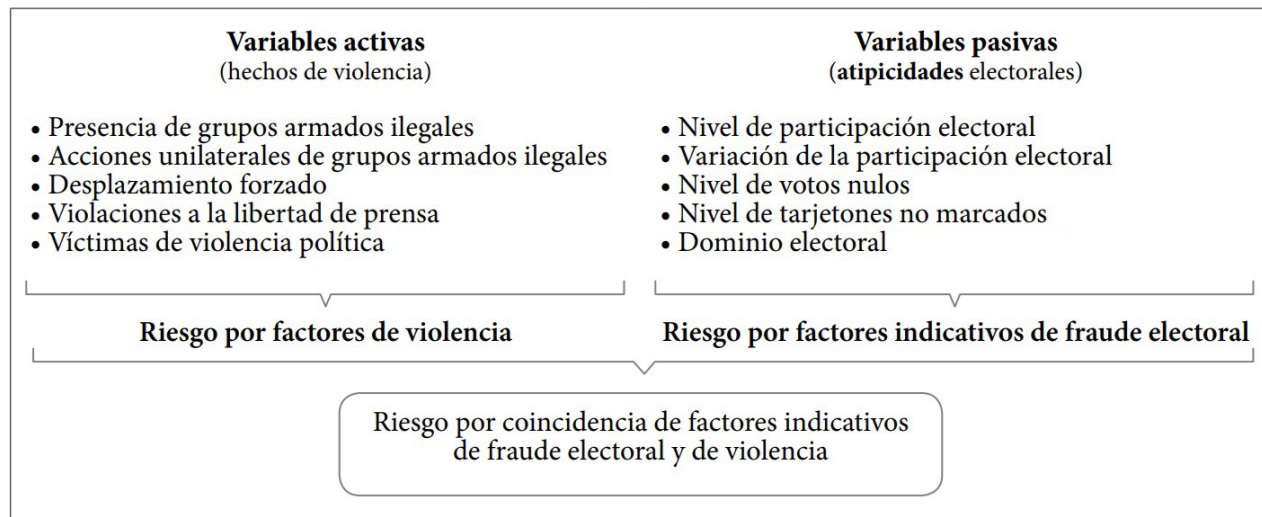 Variables activas
(hechos de violencia)
• Presencia de grupos armados ilegales
• Acciones unilaterales de grupos armados ilegales
• Desplazamiento forzado
• Violaciones a la libertad de prensa
• Víctimas de violencia política
Riesgo por factores de violencia
Variables pasivas
(atipicidades electorales)
• Nivel de participación electoral
• Variación de la participación electoral
• Nivel de votos nulos
• Nivel de tarjetones no marcados
• Dominio electoral
Riesgo por factores indicativos de fraude electoral
Riesgo por coincidencia de factores indicativos
de fraude electoral y de violencia